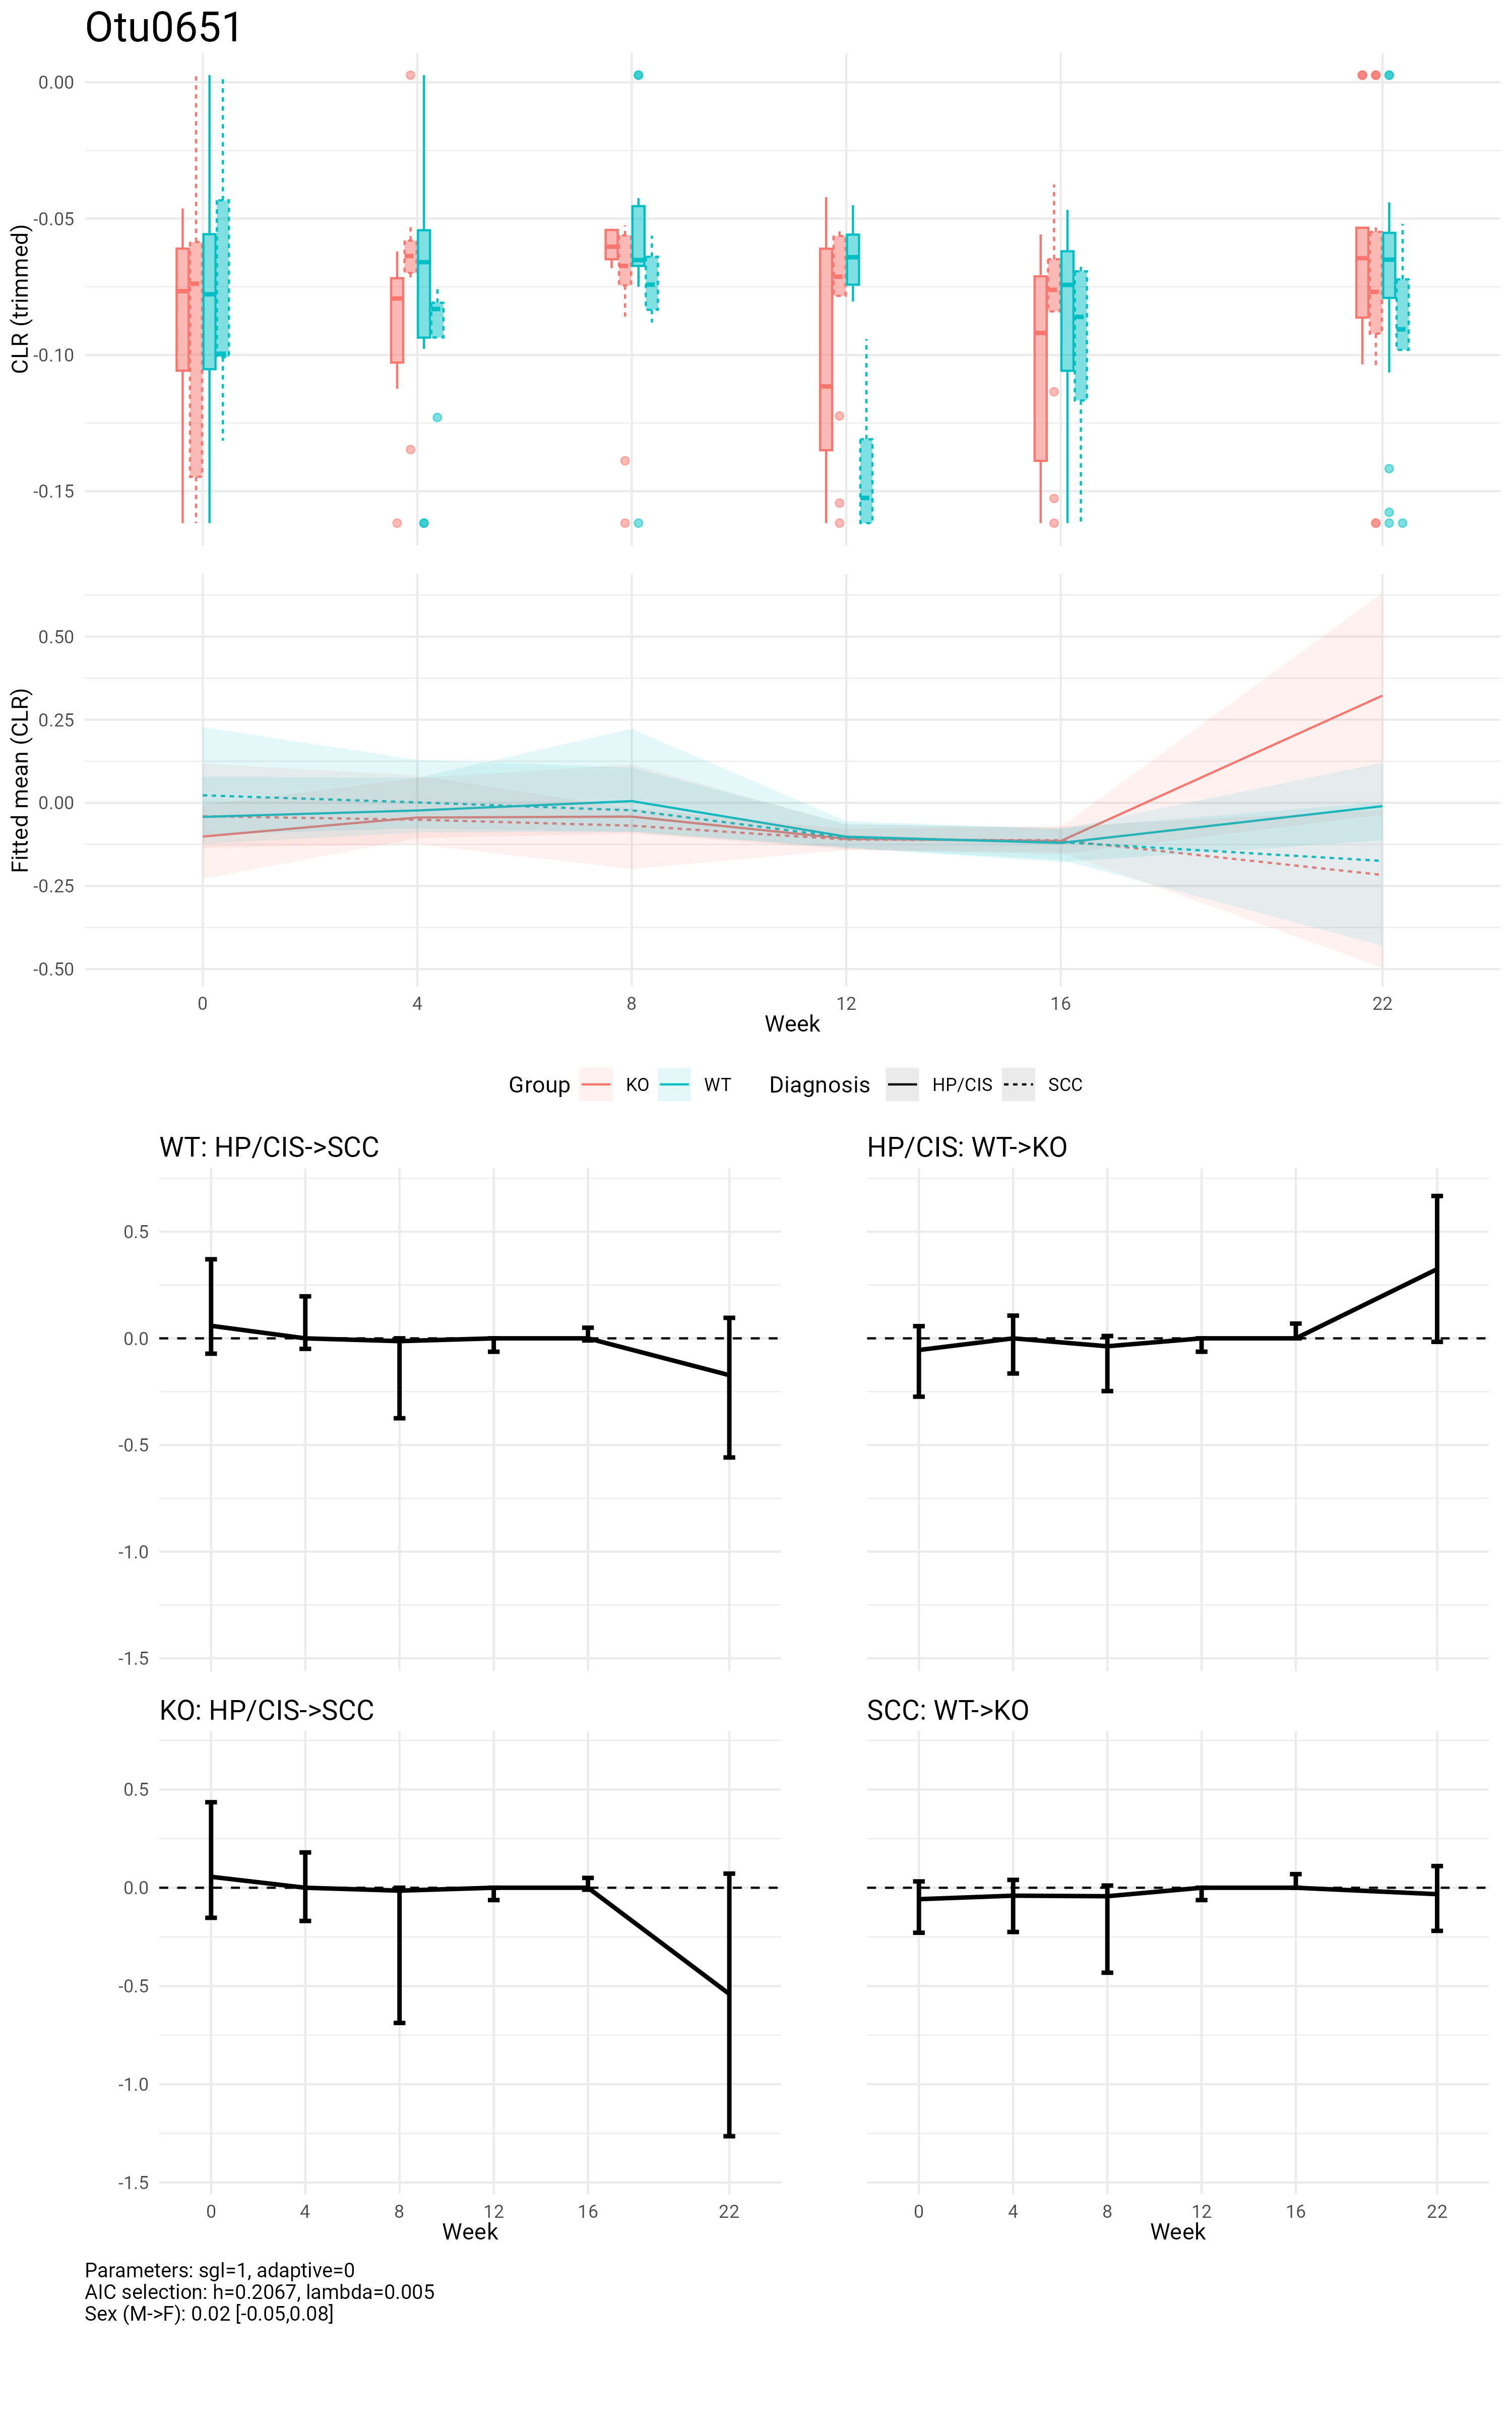 Otu0651
CLR (trimmed)
0.00
-0.05
-0.10
-0.15
Fitted mean (CLR)
0.50
0.25
0.00
-0.25
-0.50
0 4 8 12 16 22
Week
Group KO WT Diagnosis HP/CIS SCC
WT: HP/CIS->SCC
0.5
0.0
-0.5
-1.0
-1.5
HP/CIS: WT->KO
KO: HP/CIS->SCC
0.5
0.0
-0.5
-1.0
-1.5
0 4 8 12 16 22
Week
SCC: WT->KO
0 4 8 12 16 22
Week
Parameters: sgl=1, adaptive=0
AIC selection: h=0.2067, lambda=0.005
Sex (M->F): 0.02 [-0.05,0.08]